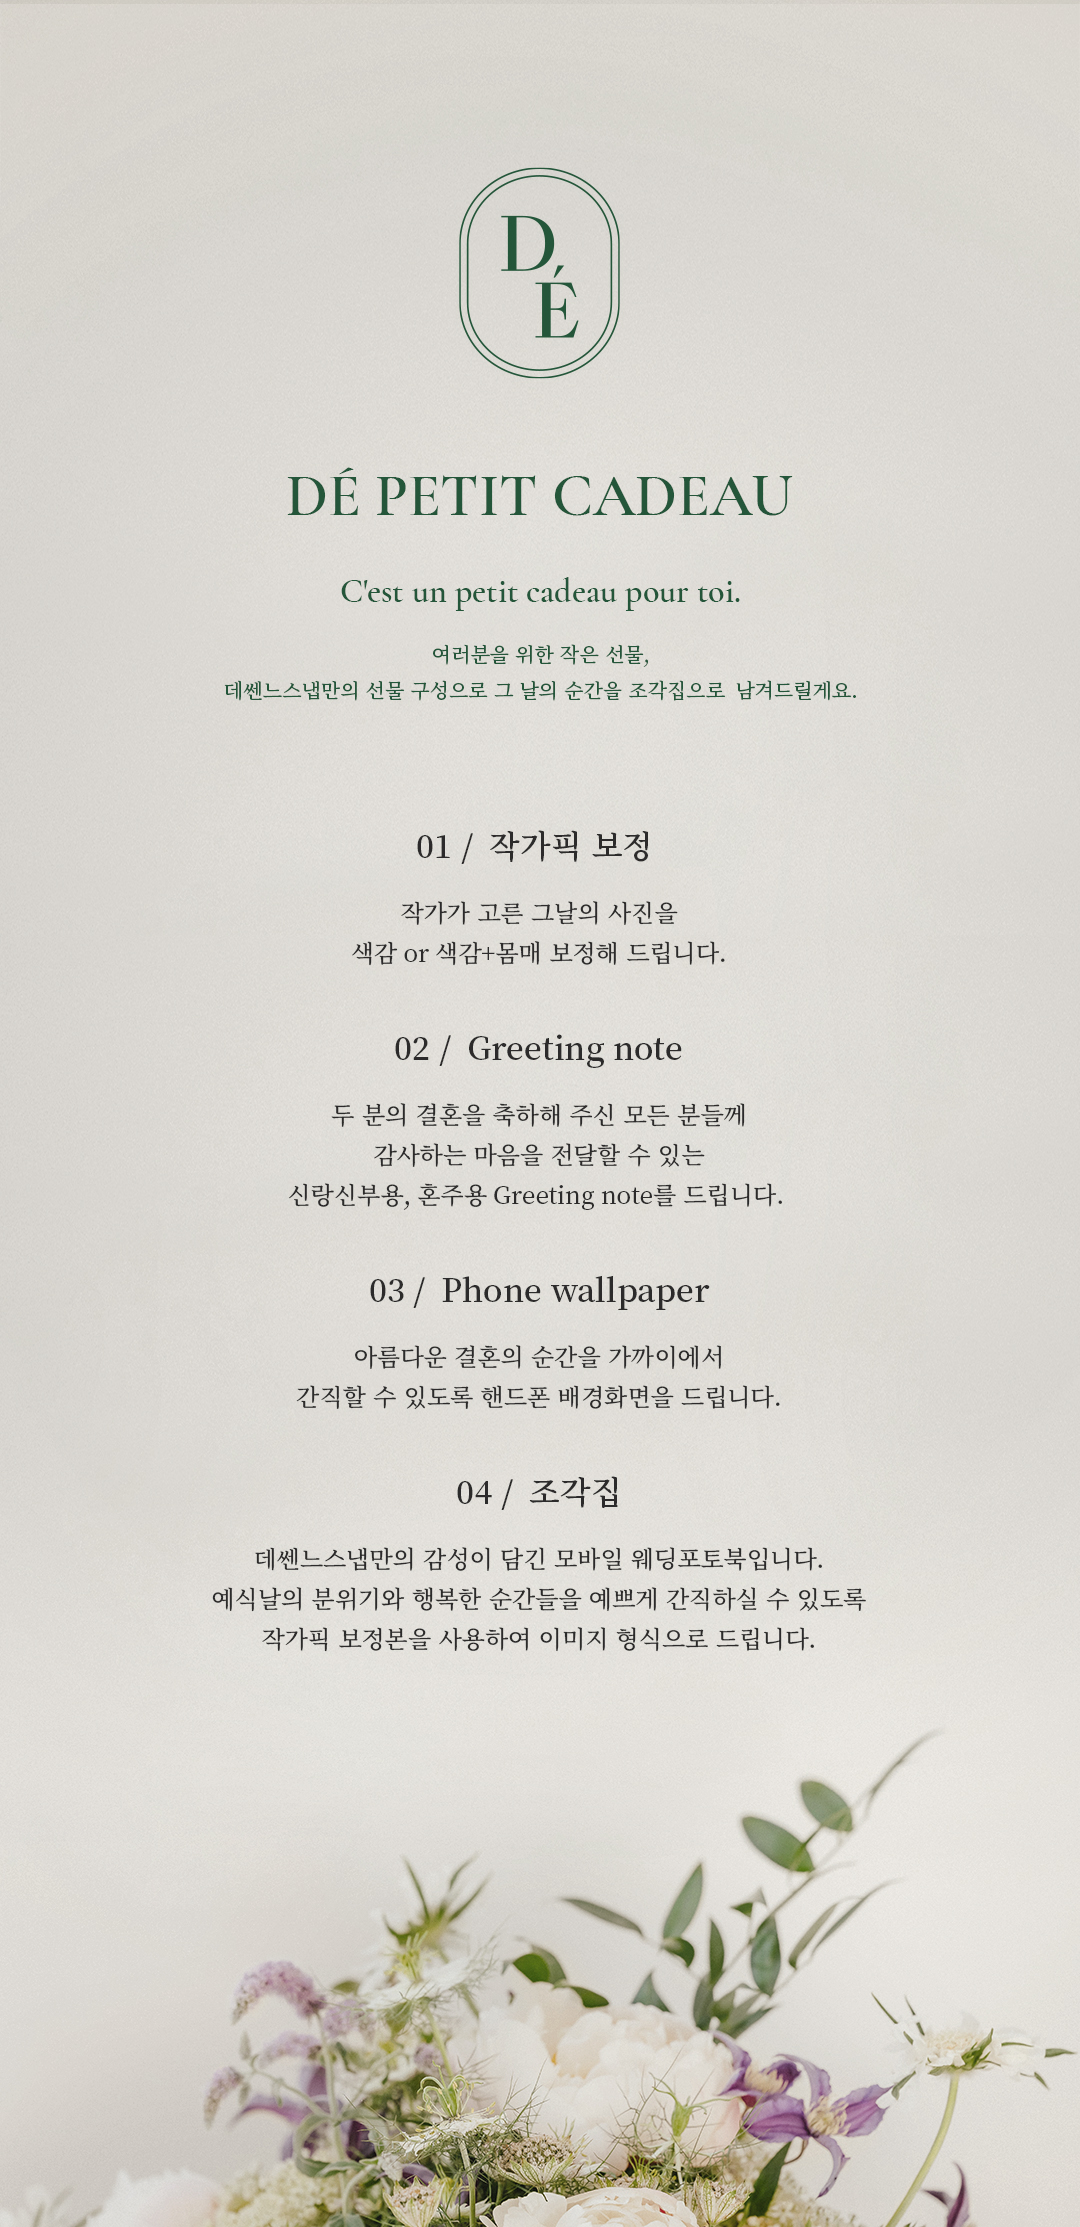 D
É
DÉ PETIT CADEAU
C'est un petit cadeau pour toi.
여러분을 위한 작은 선물,
데쎈느스냅만의 선물 구성으로 그 날의 순간을 조각집으로 남겨드릴게요.
01 / 작가픽 보정
작가가 고른 그날의 사진을
색감 or 색감+몸매 보정해 드립니다.
02 / Greeting note
두 분의 결혼을 축하해 주신 모든 분들께
감사하는 마음을 전달할 수 있는
신랑신부용, 혼주용 Greeting note를 드립니다.
03 / Phone wallpaper
아름다운 결혼의 순간을 가까이에서
간직할 수 있도록 핸드폰 배경화면을 드립니다.
04 / 조각집
데쎈느스냅만의 감성이 담긴 모바일 웨딩포토북입니다.
예식날의 분위기와 행복한 순간들을 예쁘게 간직하실 수 있도록
작가픽 보정본을 사용하여 이미지 형식으로 드립니다.